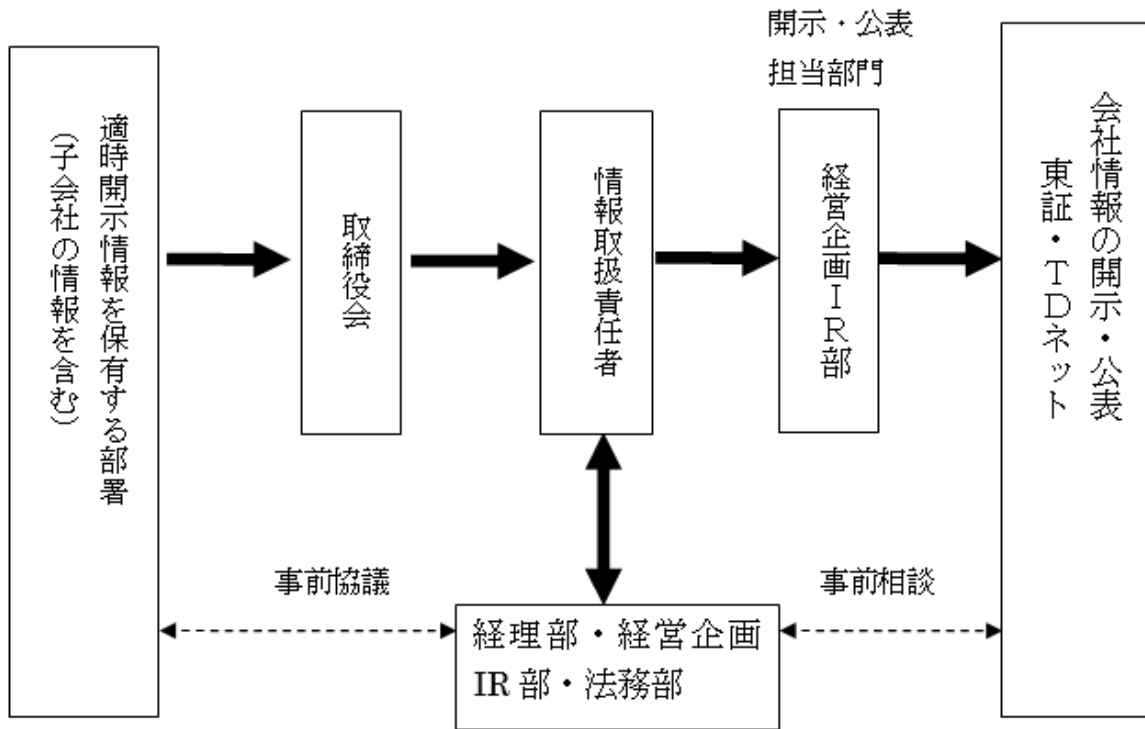 適時開示情報を保有する部署
(子会社の情報を含む)
取締役会
情報取扱責任者
開示・公表
担当部門
経営企画ＩＲ部
会社情報の開示・公表
東証・ＴＤネット
事前協議
事前相談
経理部・経営企画
IR部・法務部